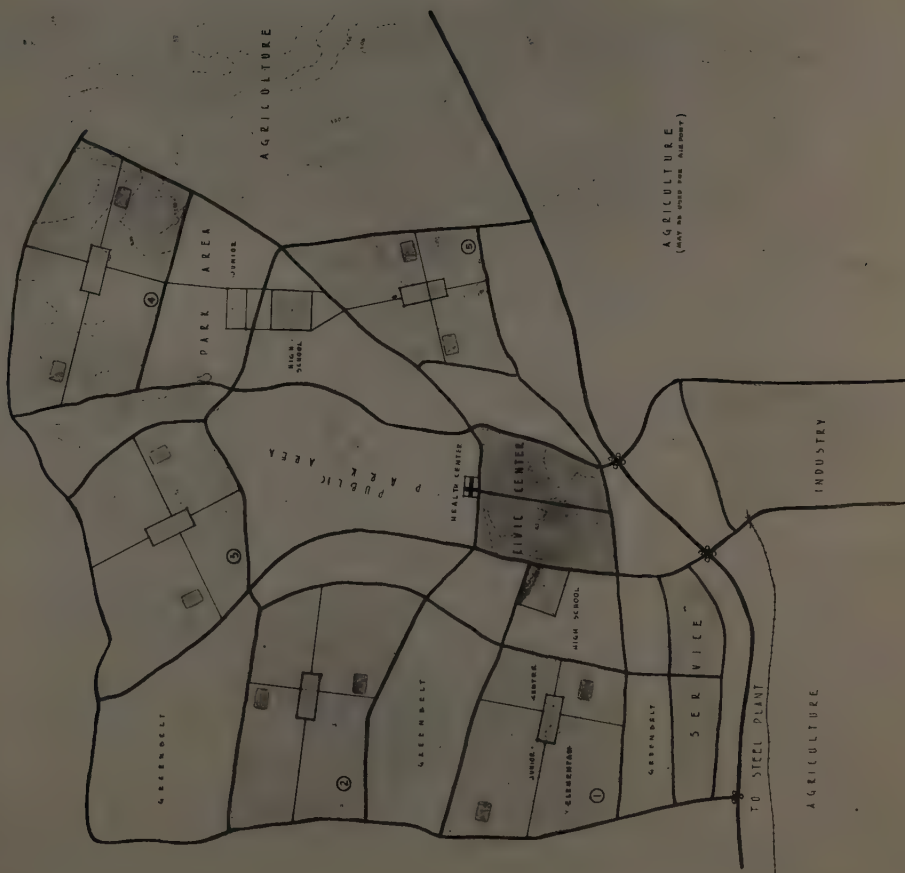 AGRICULTURE
AGRICULTURE
(MAY BE USED FOR AIRPORT)
PARK AREA
JUNIOR
HIGH SCHOOL
4
5
3
PUBLIC
PARK
AREA
HEALTH CENTER
CIVIC CENTER
INDUSTRY
GREENBELT
2
GREENBELT
HIGH SCHOOL
JUNIOR
CENTER
ELEMENTARY
1
GREENBELT
SERVICE
TO STEEL PLANT
AGRICULTURE